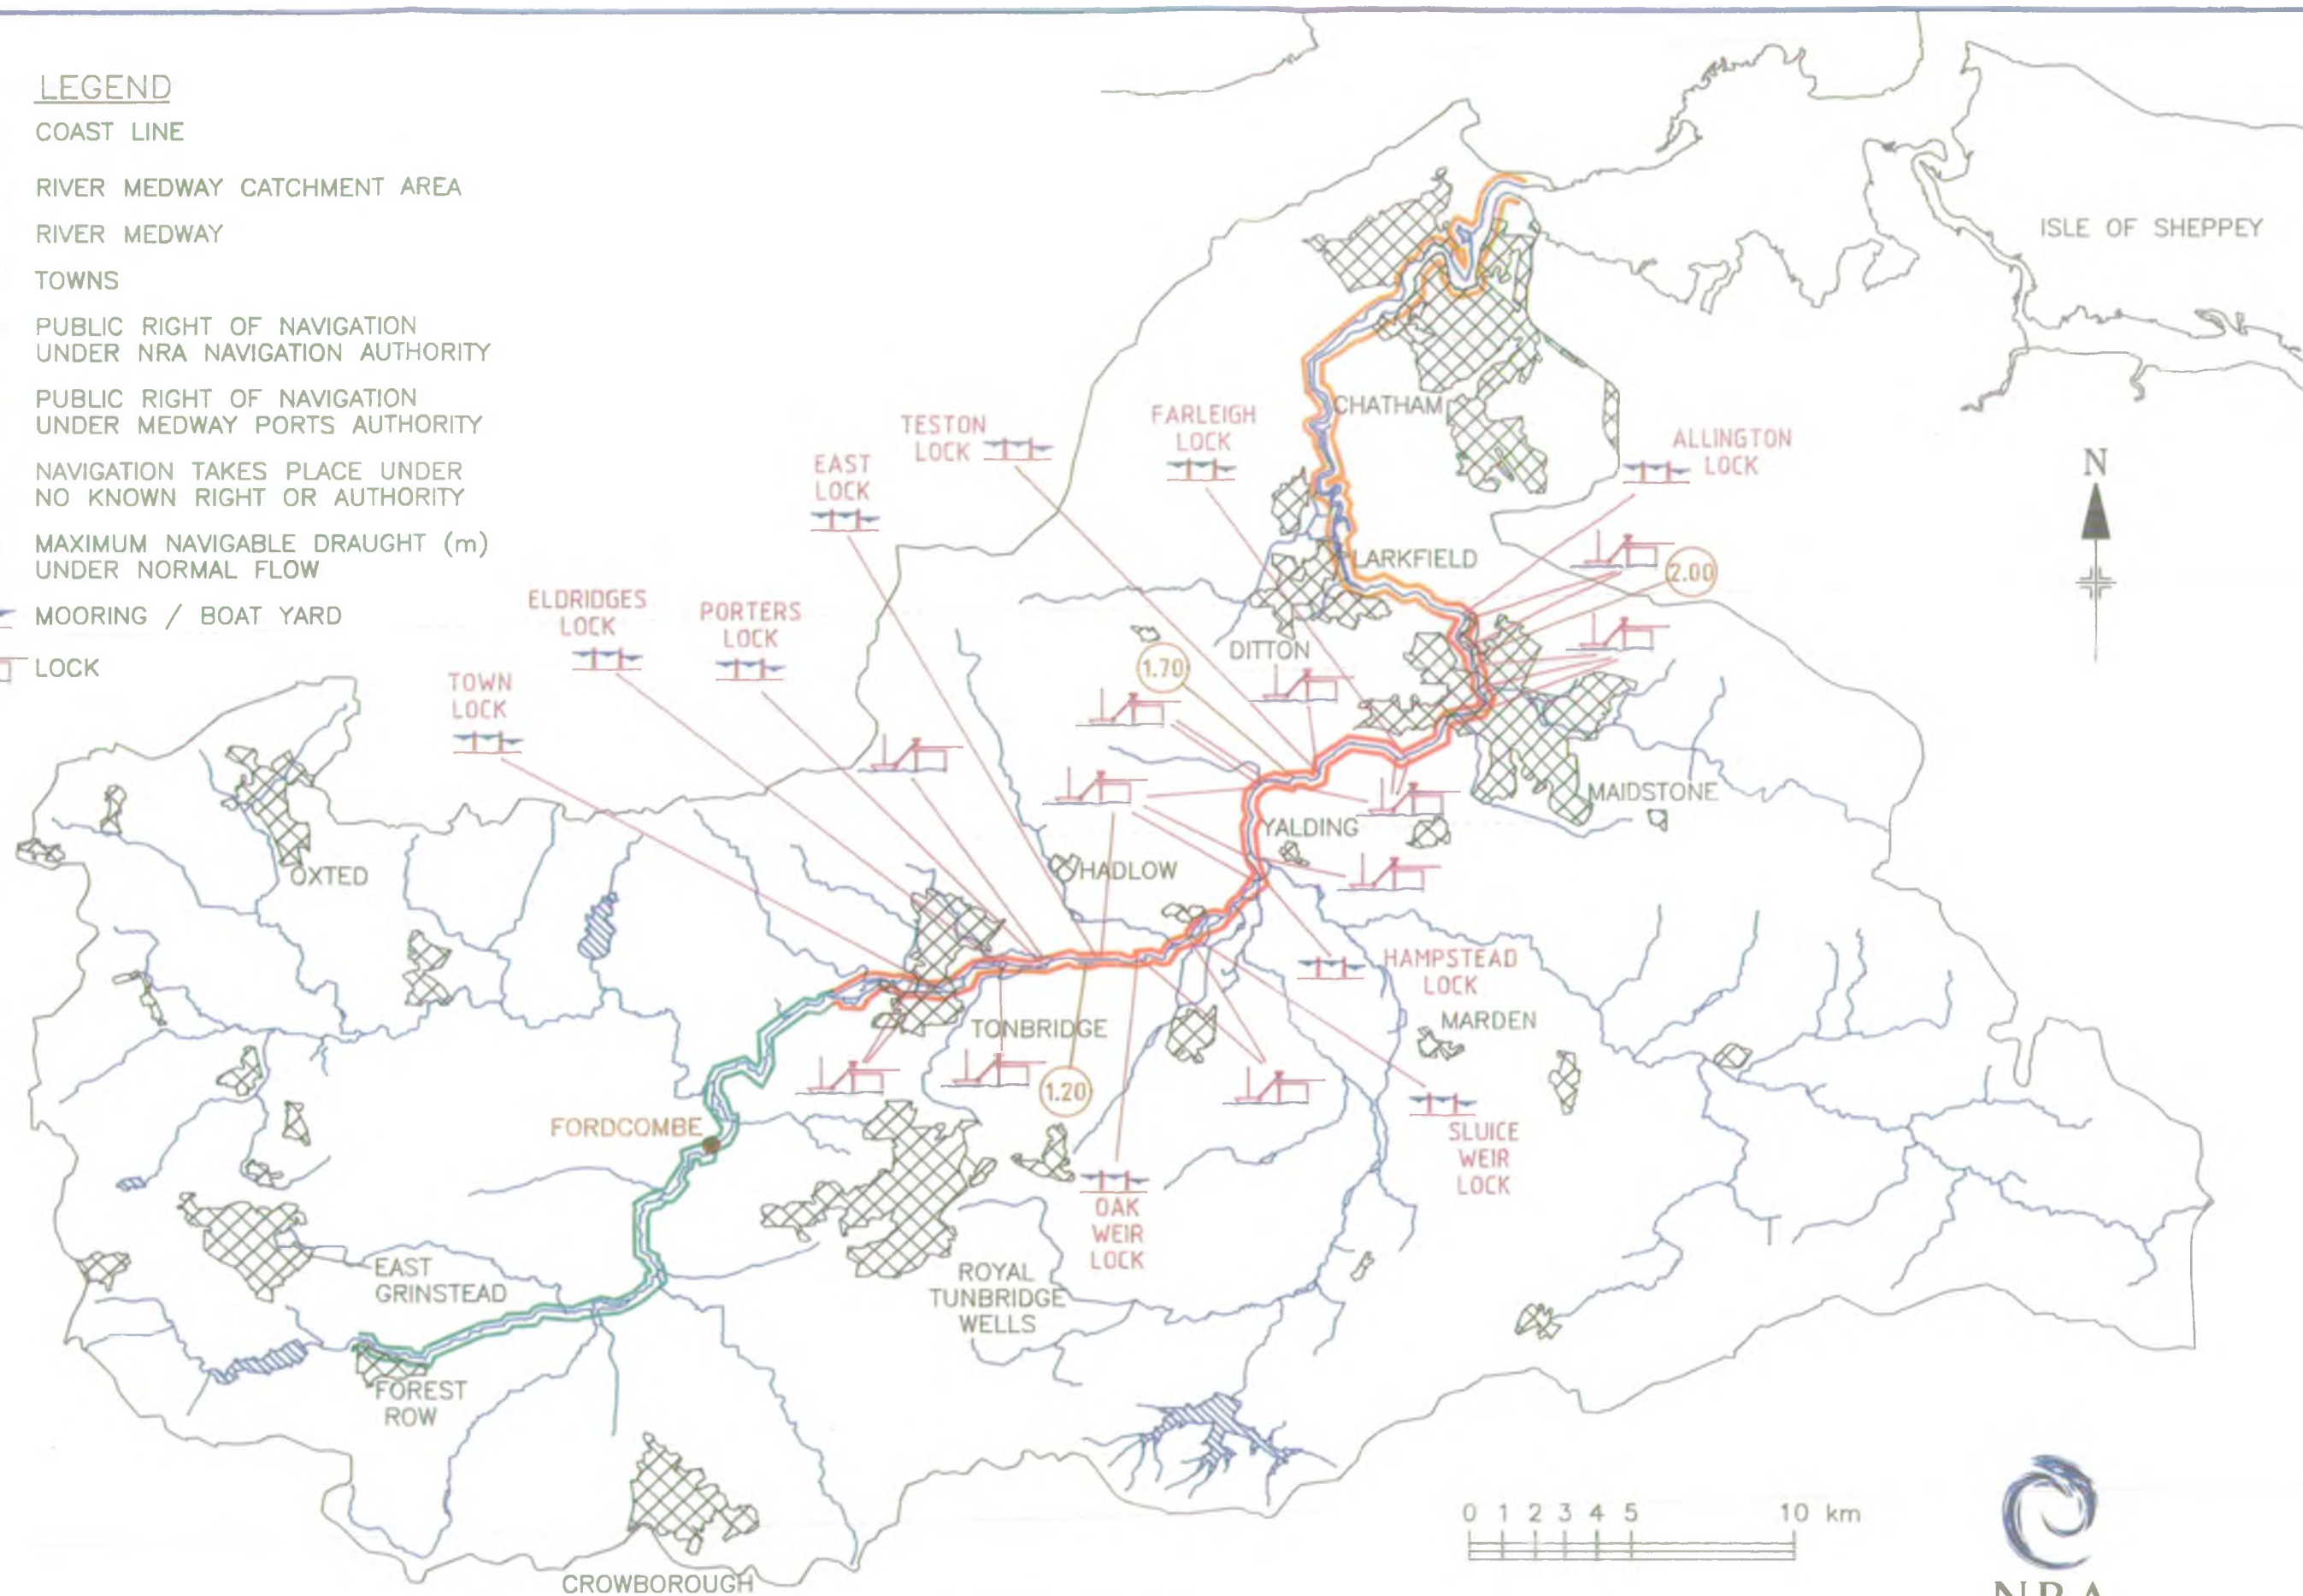 LEGEND
COAST LINE
RIVER MEDWAY CATCHMENT AREA
RIVER MEDWAY
TOWNS
PUBLIC RIGHT OF NAVIGATION
UNDER NRA NAVIGATION AUTHORITY
PUBLIC RIGHT OF NAVIGATION
UNDER MEDWAY PORTS AUTHORITY
NAVIGATION TAKES PLACE UNDER
NO KNOWN RIGHT OR AUTHORITY
MAXIMUM NAVIGABLE DRAUGHT (m)
UNDER NORMAL FLOW
MOORING / BOAT YARD
LOCK
ISLE OF SHEPPEY
CHATHAM
TESTON
LOCK
FARLEIGH
LOCK
ALLINGTON
LOCK
EAST
LOCK
N
LARKFIELD
2.00
ELDRIDGES
LOCK
PORTERS
LOCK
DITTON
1.70
TOWN
LOCK
MAIDSTONE
YALDING
OXTED
HADLOW
HAMPSTEAD
LOCK
MARDEN
TONBRIDGE
1.20
FORDCOMBE
SLUICE
WEIR
LOCK
OAK
WEIR
LOCK
EAST
GRINSTEAD
ROYAL
TUNBRIDGE
WELLS
FOREST
ROW
0 1 2 3 4 5 10 km
CROWBOROUGH
NRA